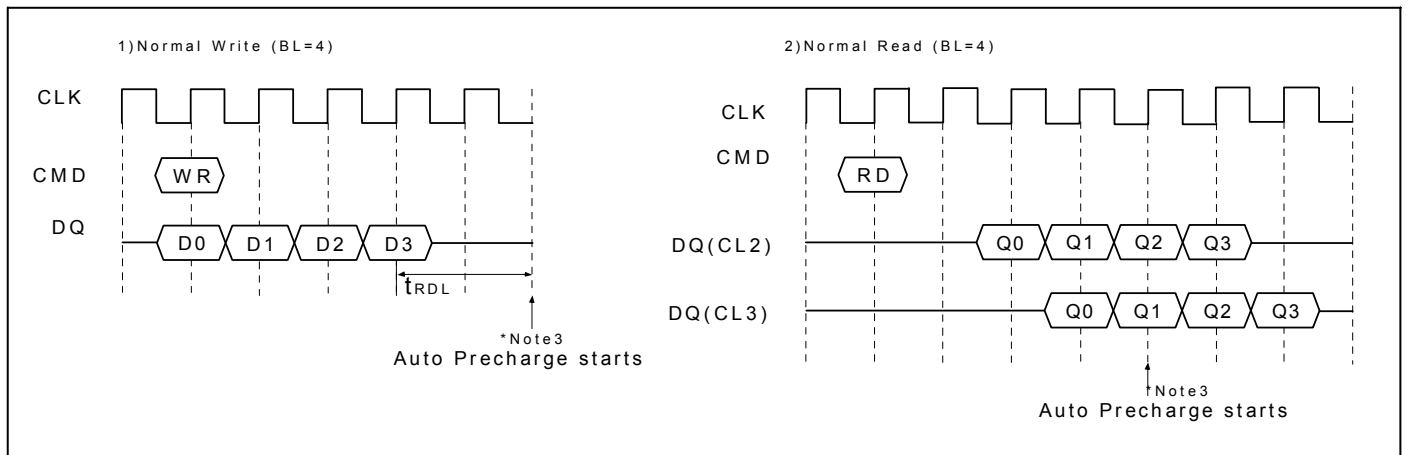 1)Normal Write (BL=4)
CLK
CMD
WR
DQ
D0 D1 D2 D3
tRDL
*Note3
Auto Precharge starts
2)Normal Read (BL=4)
CLK
CMD
RD
DQ(CL2)
Q0 Q1 Q2 Q3
DQ(CL3)
Q0 Q1 Q2 Q3
*Note3
Auto Precharge starts